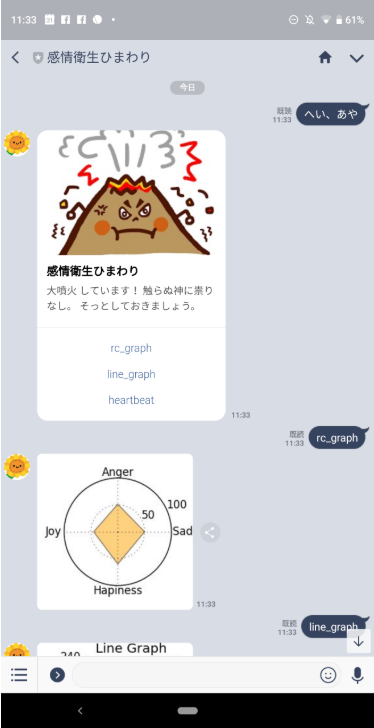 11:33
61%
感情衛生ひまわり
今日
既読
11:33
へい、あや
感情衛生ひまわり
大噴火 しています！ 触らぬ神に祟り
なし。 そっとしておきましょう。
rc_graph
line_graph
heartbeat
11:33
既読
11:33
rc_graph
Anger
100
50
Joy
Sad
Hapiness
11:33
既読
11:33
line_graph
Line Graph
240